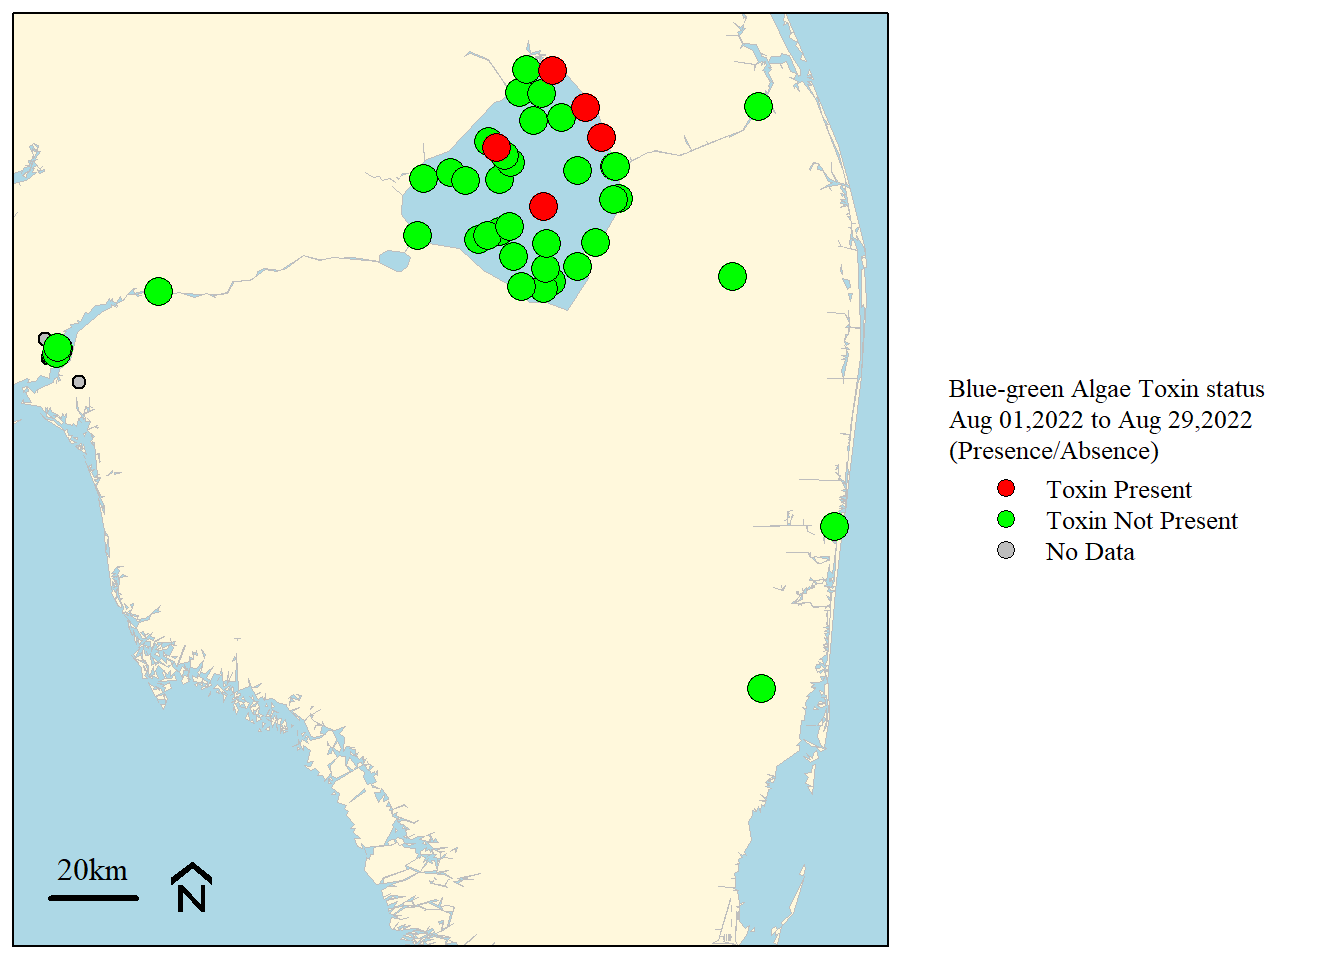 Blue-green Algae Toxin status
Aug 01,2022 to Aug 29,2022
(Presence/Absence)
Toxin Present
Toxin Not Present
No Data
20km
N